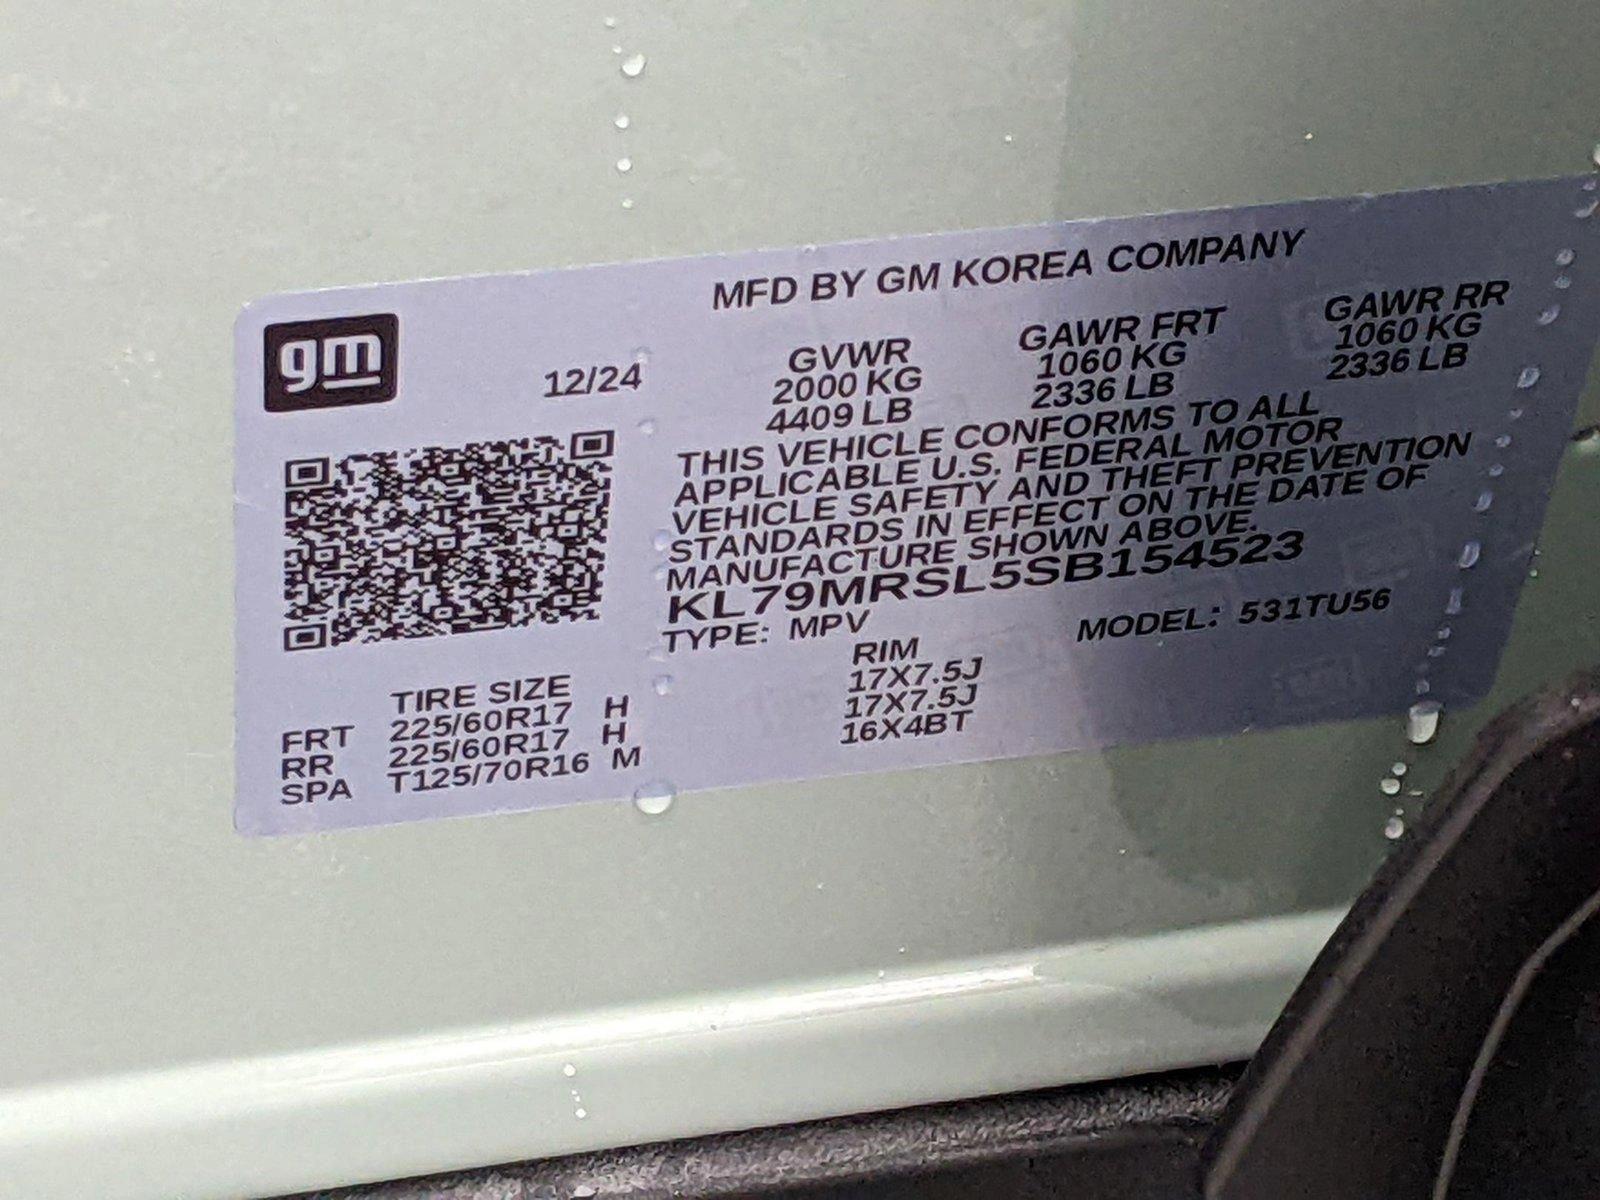 MFD BY GM KOREA COMPANY
gm
12/24
GVWR GAWR FRT GAWR RR
2000 KG 1060 KG 1060 KG
4409 LB 2336 LB 2336 LB
THIS VEHICLE CONFORMS TO ALL
APPLICABLE U.S. FEDERAL MOTOR
VEHICLE SAFETY AND THEFT PREVENTION
STANDARDS IN EFFECT ON THE DATE OF
MANUFACTURE SHOWN ABOVE.
KL79MRSL5SB154523
TYPE: MPV MODEL: 531TU56
TIRE SIZE RIM
FRT 225/60R17 H 17X7.5J
RR 225/60R17 H 17X7.5J
SPA T125/70R16 M 16X4BT